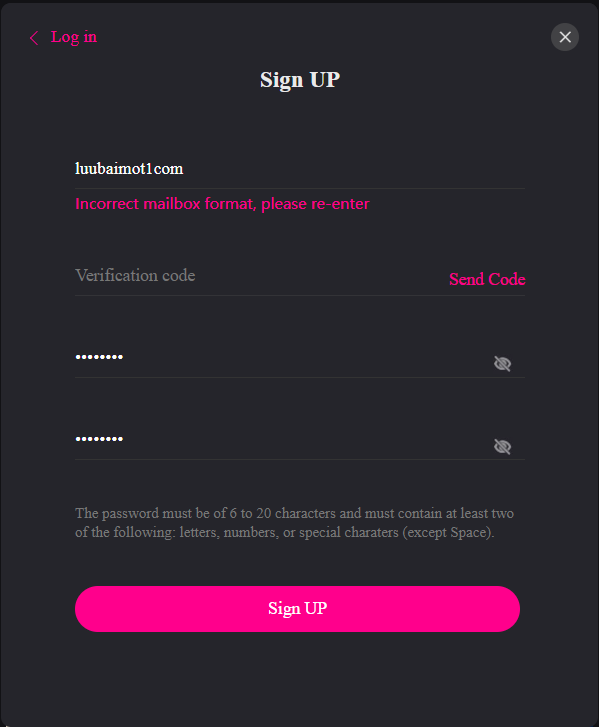 Log in
Sign UP
luubaimot1com
Incorrect mailbox format, please re-enter
Verification code
Send Code
••••••••
••••••••
The password must be of 6 to 20 characters and must contain at least two
of the following: letters, numbers, or special charaters (except Space).
Sign UP